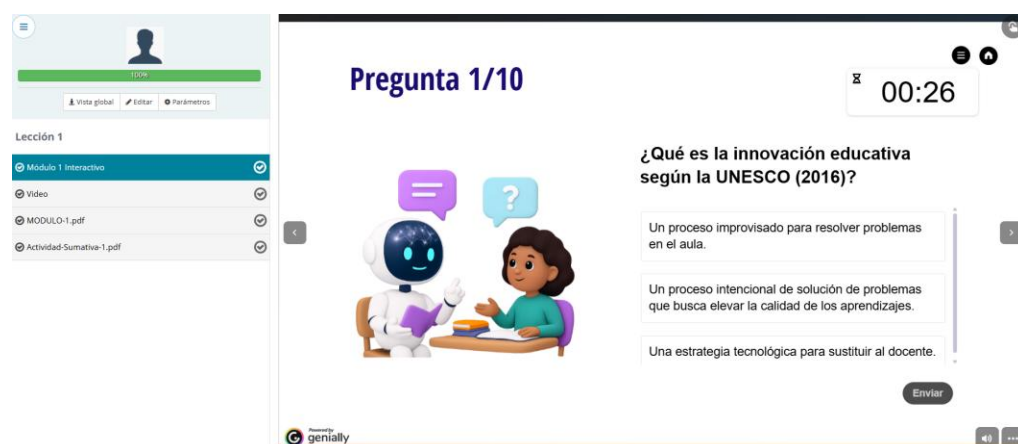 100%
Vista global
Editar
Parámetros
Lección 1
Módulo 1 Interactivo
Video
MODULO-1.pdf
Actividad-Sumativa-1.pdf
Pregunta 1/10
00:26
¿Qué es la innovación educativa
según la UNESCO (2016)?
Un proceso improvisado para resolver problemas
en el aula.
Un proceso intencional de solución de problemas
que busca elevar la calidad de los aprendizajes.
Una estrategia tecnológica para sustituir al docente.
Enviar
Powered by
genially